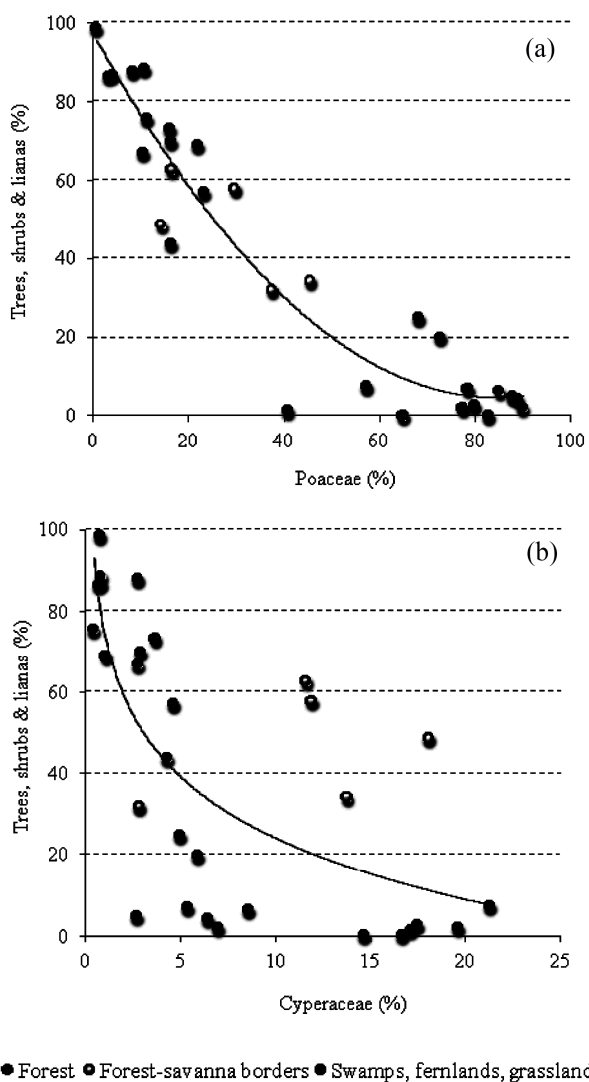 (a)
Trees, shrubs & lianas (%)
100
80
60
40
20
0
0 20 40 60 80 100
Poaceae (%)
(b)
Trees, shrubs & lianas (%)
100
80
60
40
20
0
0 5 10 15 20 25
Cyperaceae (%)
Forest Forest-savanna borders Swamps, fernlands, grassland